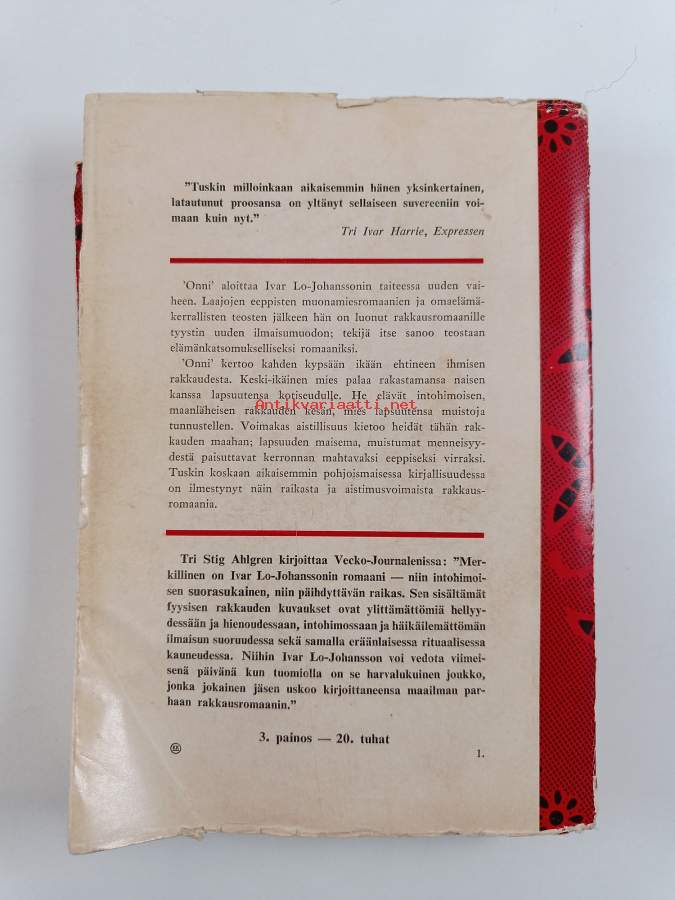 ”Tuskin milloinkaan aikaisemmin hänen yksinkertainen,
latautunut proosansa on yltänyt sellaiseen suvereeniin voi-
maan kuin nyt.”
Tri Ivar Harrie, Expressen
’Onni’ aloittaa Ivar Lo-Johanssonin taiteessa uuden vai-
heen. Laajojen eeppisten muonamiesromaanien ja omaelämä-
kerrallisten teosten jälkeen hän on luonut rakkausromaanille
tyystin uuden ilmaisumuodon; tekijä itse sanoo teostaan
elämänkatsomukselliseksi romaaniksi.
’Onni’ kertoo kahden kypsään ikään ehtineen ihmisen
rakkaudesta. Keski-ikäinen mies palaa rakastamansa naisen
kanssa lapsuutensa kotiseudulle. He elävät intohimoisen,
Antikvariaatti.net
maanläheisen rakkauden kesän, mies lapsuutensa muistoja
tunnustellen. Voimakas aistillisuus kietoo heidät tähän rak-
kauden maahan; lapsuuden maisema, muistumat menneisyy-
destä paisuttavat kerronnan mahtavaksi eeppiseksi virraksi.
Tuskin koskaan aikaisemmin pohjoismaisessa kirjallisuudessa
on ilmestynyt näin raikasta ja aistimusvoimaista rakkaus-
romaania.
Tri Stig Ahlgren kirjoittaa Vecko-Journalenissa: ”Mer-
killinen on Ivar Lo-Johanssonin romaani — niin intohimoi-
sen suorasukainen, niin päihdyttävän raikas. Sen sisältämät
fyysisen rakkauden kuvaukset ovat ylittämättömiä hellyy-
dessään ja hienoudessaan, intohimossaan ja häikäilemättömän
ilmaisun suoruudessa sekä samalla eräänlaisessa rituaalisessa
kauneudessa. Niihin Ivar Lo-Johansson voi vedota viimei-
senä päivänä kun tuomiolla on se harvalukuinen joukko,
jonka jokainen jäsen uskoo kirjoittaneensa maailman par-
haan rakkausromaanin.”
3. painos — 20. tuhat
1.